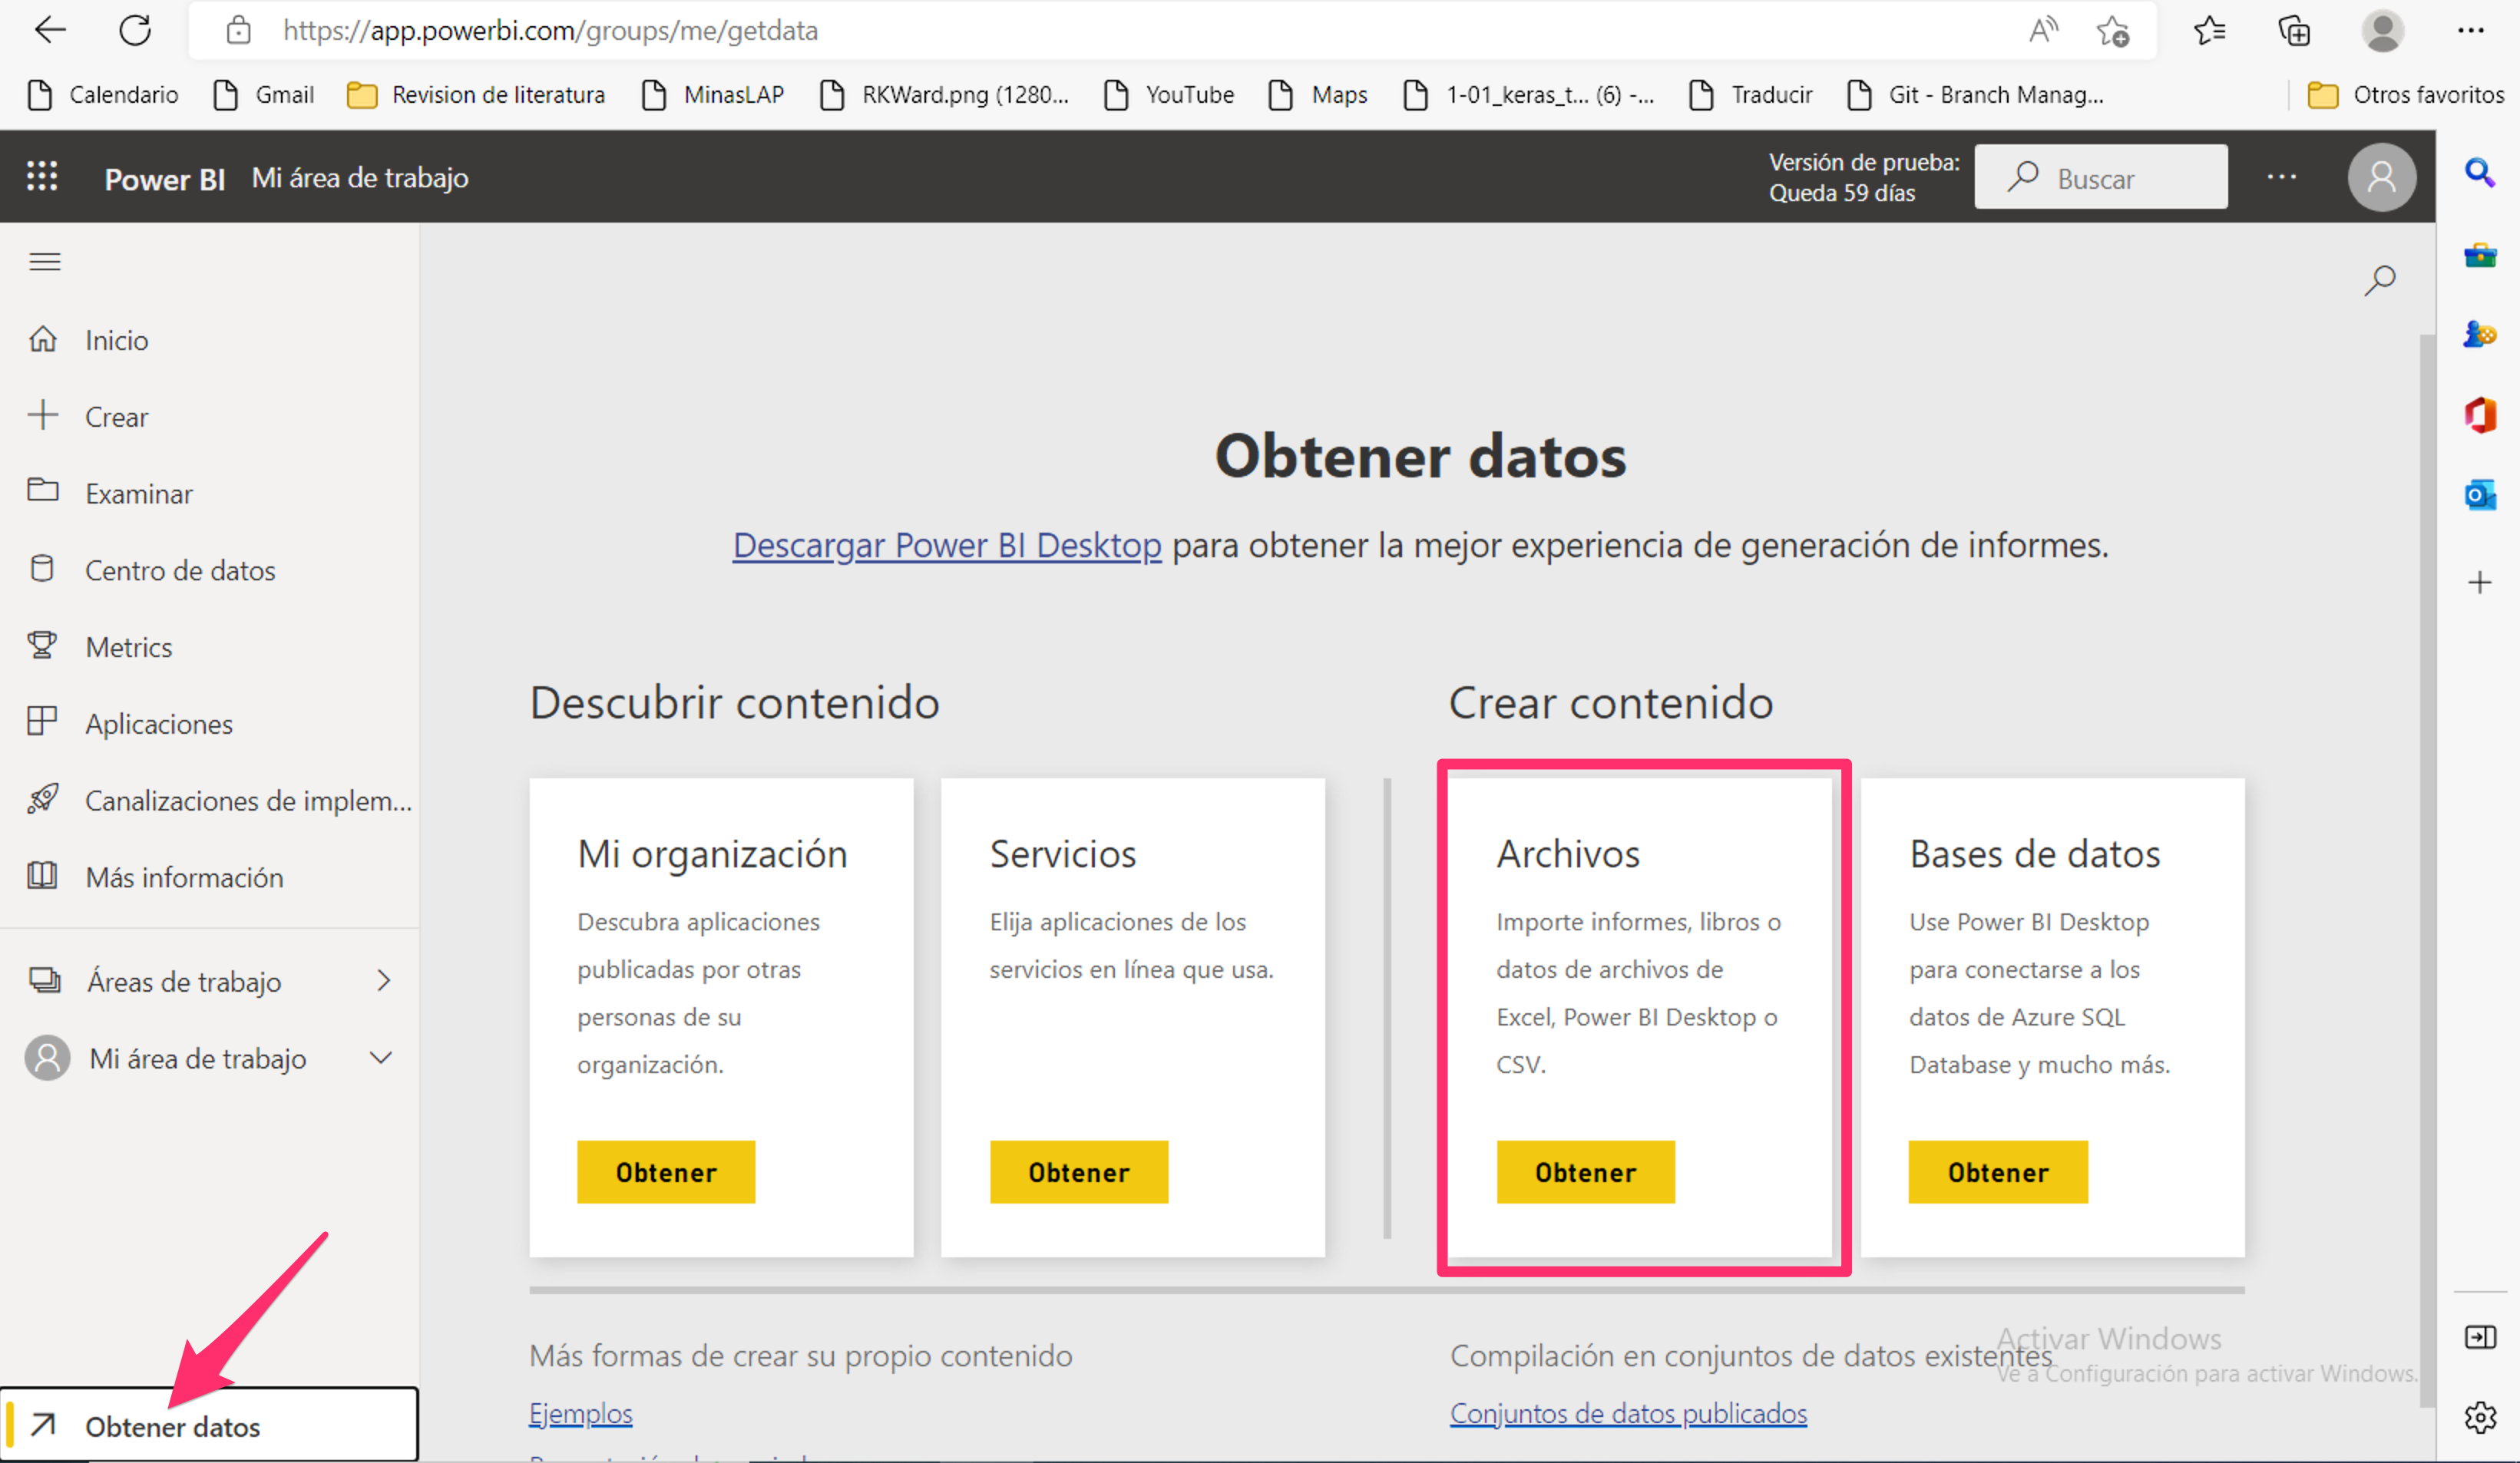 https://app.powerbi.com/groups/me/getdata
Calendario Gmail Revision de literatura MinasLAP RKWard.png (1280... YouTube Maps 1-01_keras_t... (6) -... Traducir Git - Branch Manag... Otros favoritos
Power BI Mi área de trabajo
Versión de prueba:
Queda 59 días
Buscar
Inicio
Crear
Examinar
Centro de datos
Metrics
Aplicaciones
Canalizaciones de implem...
Más información
Áreas de trabajo
Mi área de trabajo
Obtener datos
Obtener datos
Descargar Power BI Desktop para obtener la mejor experiencia de generación de informes.
Descubrir contenido
Mi organización
Descubra aplicaciones
publicadas por otras
personas de su
organización.
Obtener
Servicios
Elija aplicaciones de los
servicios en línea que usa.
Obtener
Crear contenido
Archivos
Importe informes, libros o
datos de archivos de
Excel, Power BI Desktop o
CSV.
Obtener
Bases de datos
Use Power BI Desktop
para conectarse a los
datos de Azure SQL
Database y mucho más.
Obtener
Más formas de crear su propio contenido
Ejemplos
Compilación en conjuntos de datos existentes
Conjuntos de datos publicados
Activar Windows
Ve a Configuración para activar Windows.